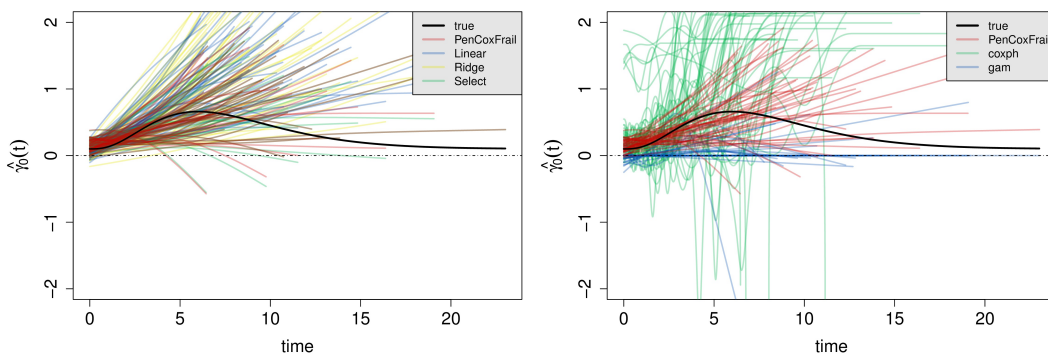 2
1
0
−1
−2
γ̂₀(t)
0
5
10
15
20
time
true
PenCoxFrail
Linear
Ridge
Select
2
1
0
−1
−2
γ̂₀(t)
0
5
10
15
20
time
true
PenCoxFrail
coxph
gam